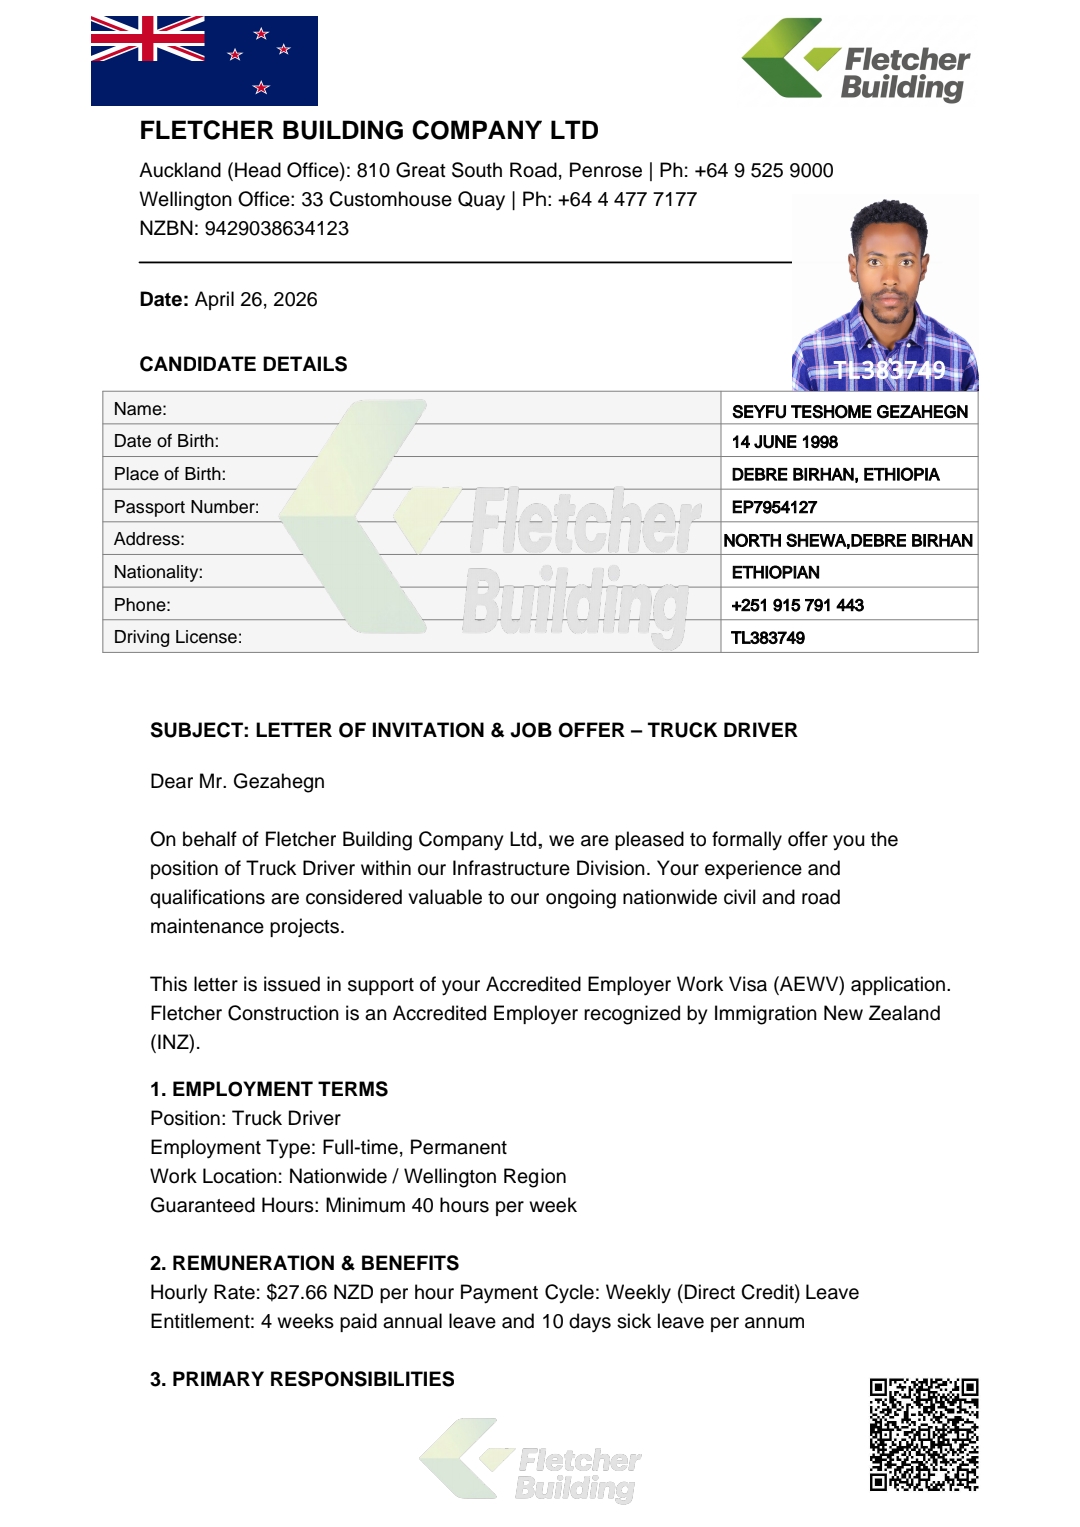 Fletcher
Building
FLETCHER BUILDING COMPANY LTD
Auckland (Head Office): 810 Great South Road, Penrose | Ph: +64 9 525 9000
Wellington Office: 33 Customhouse Quay | Ph: +64 4 477 7177
NZBN: 9429038634123
Date: April 26, 2026
TL383749
CANDIDATE DETAILS
Name: SEYFU TESHOME GEZAHEGN
Date of Birth: 14 JUNE 1998
Place of Birth: DEBRE BIRHAN, ETHIOPIA
Passport Number: EP7954127
Address: NORTH SHEWA,DEBRE BIRHAN
Nationality: ETHIOPIAN
Phone: +251 915 791 443
Driving License: TL383749
Fletcher
Building
SUBJECT: LETTER OF INVITATION & JOB OFFER – TRUCK DRIVER
Dear Mr. Gezahegn
On behalf of Fletcher Building Company Ltd, we are pleased to formally offer you the
position of Truck Driver within our Infrastructure Division. Your experience and
qualifications are considered valuable to our ongoing nationwide civil and road
maintenance projects.
This letter is issued in support of your Accredited Employer Work Visa (AEWV) application.
Fletcher Construction is an Accredited Employer recognized by Immigration New Zealand
(INZ).
1. EMPLOYMENT TERMS
Position: Truck Driver
Employment Type: Full-time, Permanent
Work Location: Nationwide / Wellington Region
Guaranteed Hours: Minimum 40 hours per week
2. REMUNERATION & BENEFITS
Hourly Rate: $27.66 NZD per hour Payment Cycle: Weekly (Direct Credit) Leave
Entitlement: 4 weeks paid annual leave and 10 days sick leave per annum
3. PRIMARY RESPONSIBILITIES
Fletcher
Building